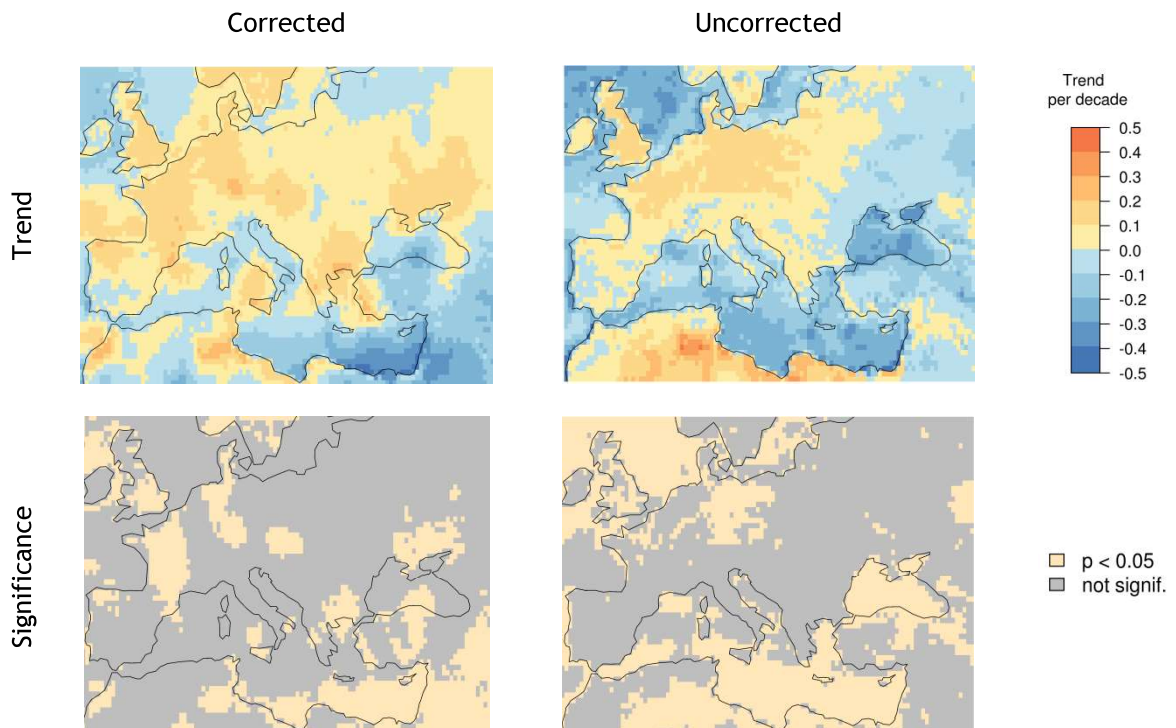 Corrected
Uncorrected
Trend
Trend
per decade
0.5
0.4
0.3
0.2
0.1
0.0
-0.1
-0.2
-0.3
-0.4
-0.5
Significance
p < 0.05
not signif.